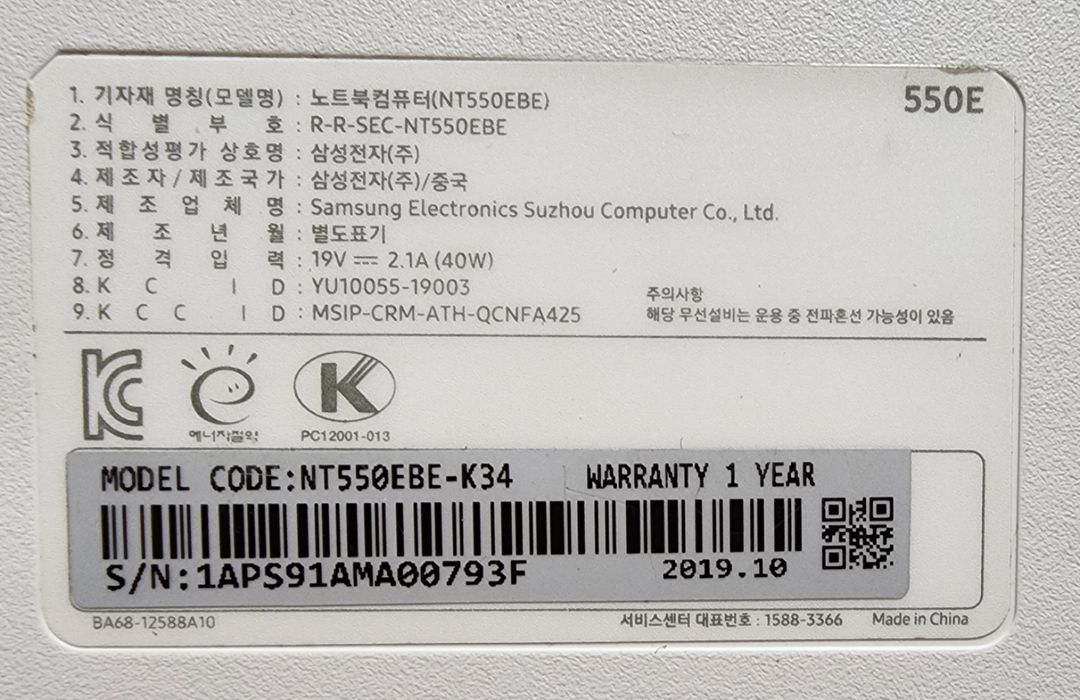 550E
1. 기자재 명칭(모델명) : 노트북컴퓨터(NT550EBE)
2. 식 별 부 호 : R-R-SEC-NT550EBE
3. 적합성평가 상호명 : 삼성전자(주)
4. 제조자/제조국가 : 삼성전자(주)/중국
5. 제 조 업 체 명 : Samsung Electronics Suzhou Computer Co., Ltd.
6. 제 조 년 월 : 별도표기
7. 정 격 입 력 : 19V ⎓ 2.1A (40W)
8. K C I D : YU10055-19003
9. K C C I D : MSIP-CRM-ATH-QCNFA425
주의사항
해당 무선설비는 운용 중 전파혼선 가능성이 있음
KC
에너지절약
K
PC12001-013
MODEL CODE:NT550EBE-K34 WARRANTY 1 YEAR
S/N:1APS91AMA00793F 2019.10
BA68-12588A10 서비스센터 대표번호 : 1588-3366 Made in China